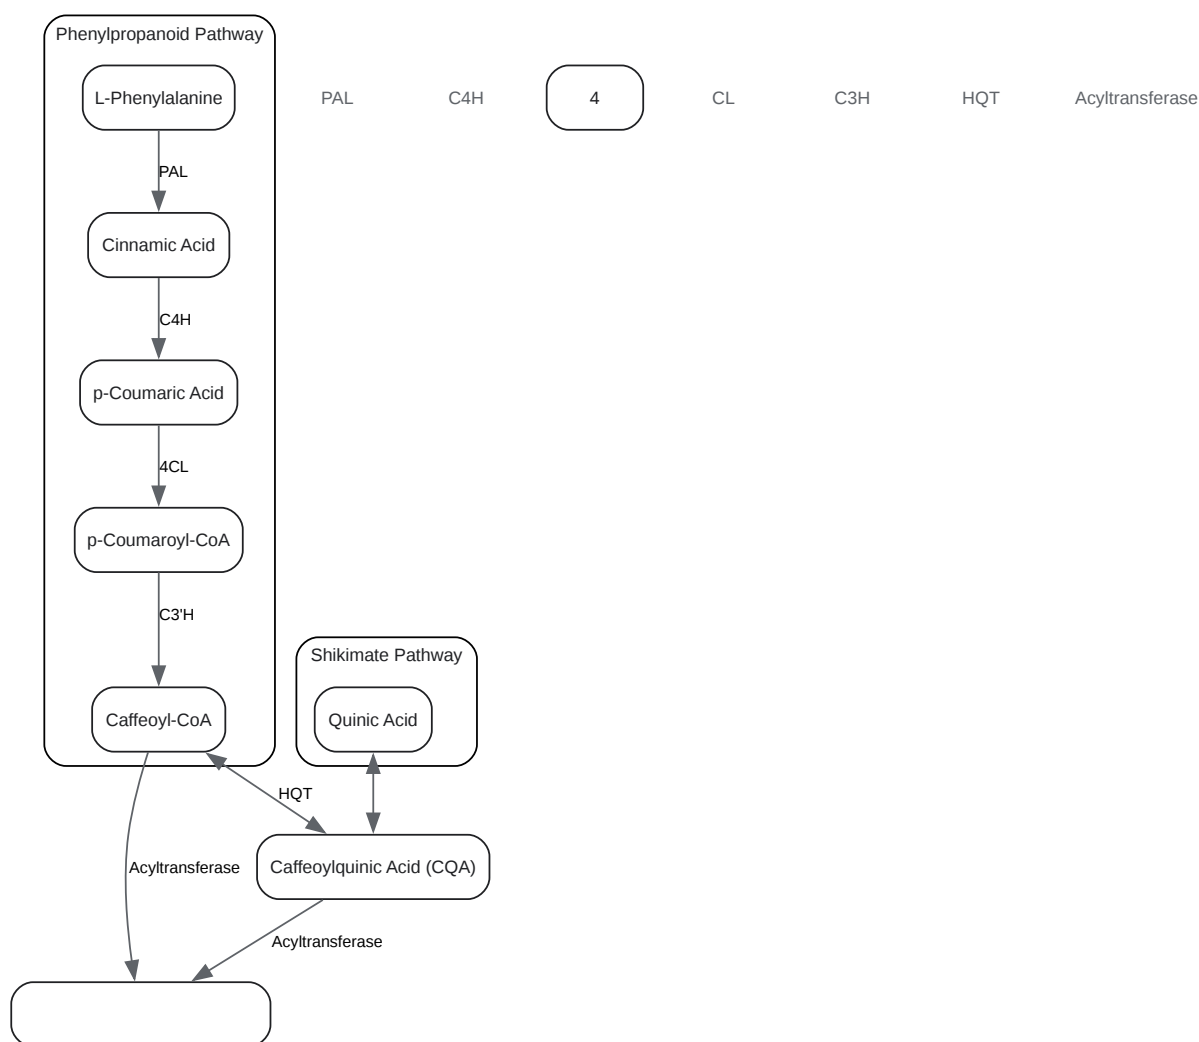 Phenylpropanoid Pathway
L-Phenylalanine
PAL
C4H
4
CL
C3H
HQT
Acyltransferase
PAL
Cinnamic Acid
C4H
p-Coumaric Acid
4CL
p-Coumaroyl-CoA
C3'H
Shikimate Pathway
Caffeoyl-CoA
Quinic Acid
HQT
Acyltransferase
Caffeoylquinic Acid (CQA)
Acyltransferase